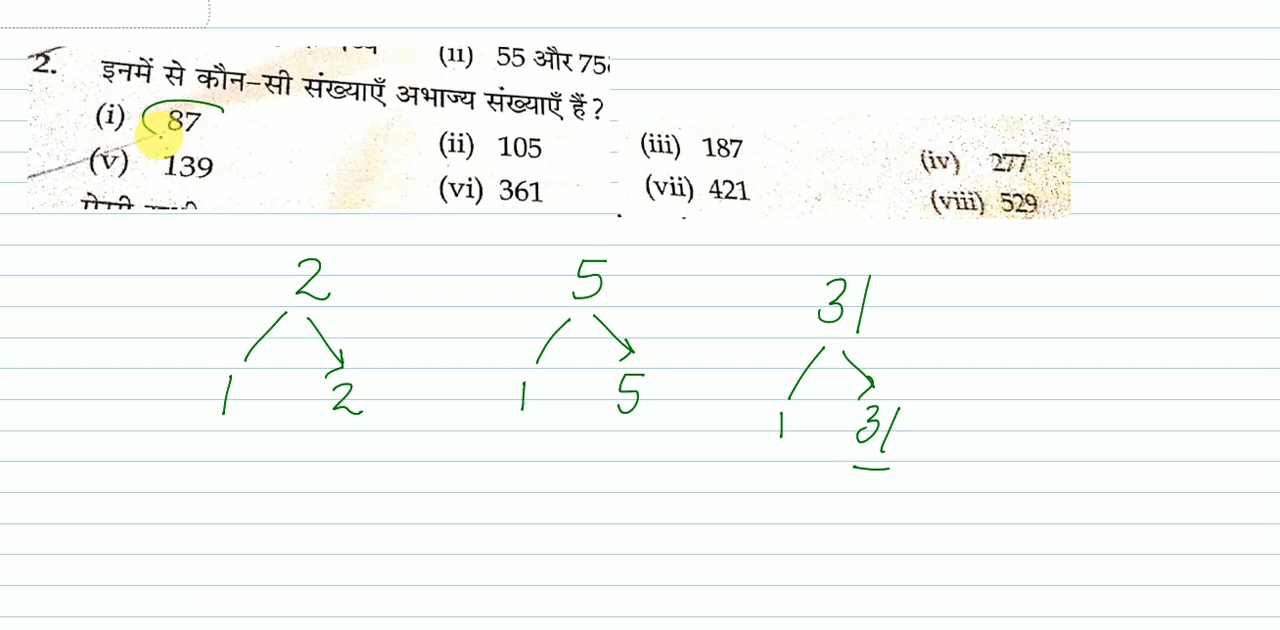 (ii) 55 और 75
2. इनमें से कौन-सी संख्याएँ अभाज्य संख्याएँ हैं ?
(i) 87 (ii) 105 (iii) 187 (iv) 277
(v) 139 (vi) 361 (vii) 421 (viii) 529
2 5 31
1 2 1 5 1 31